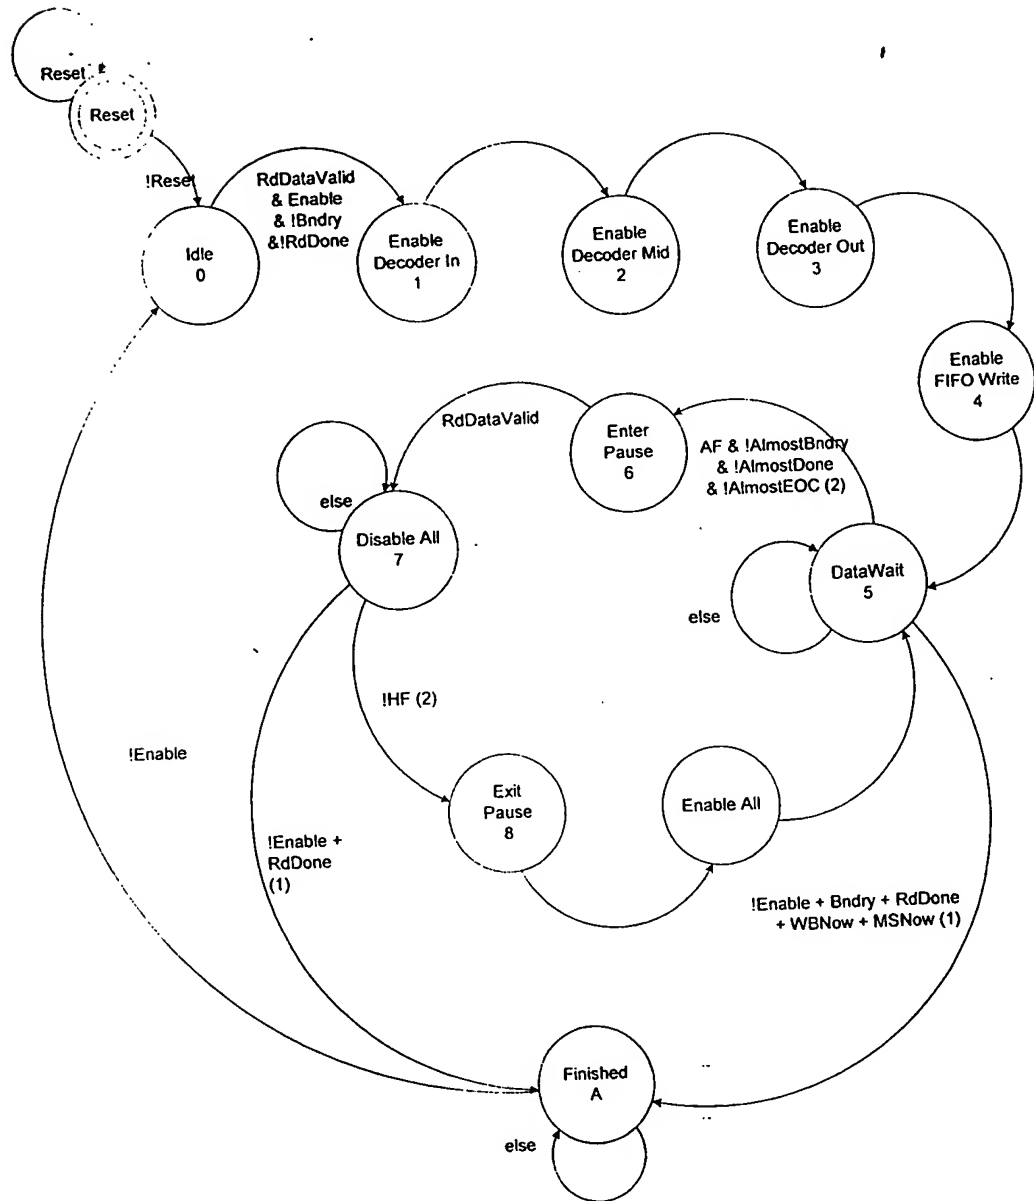 Reset
Reset
!Reset
RdDataValid
& Enable
& !Bndry
&!RdDone
Idle
0
Enable
Decoder In
1
Enable
Decoder Mid
2
Enable
Decoder Out
3
Enable
FIFO Write
4
RdDataValid
Enter
Pause
6
AF & !AlmostBndry
& !AlmostDone
& !AlmostEOC (2)
else
Disable All
7
DataWait
5
else
!HF (2)
!Enable
Exit
Pause
8
Enable All
!Enable +
RdDone
(1)
!Enable + Bndry + RdDone
+ WBNow + MSNow (1)
Finished
A
else